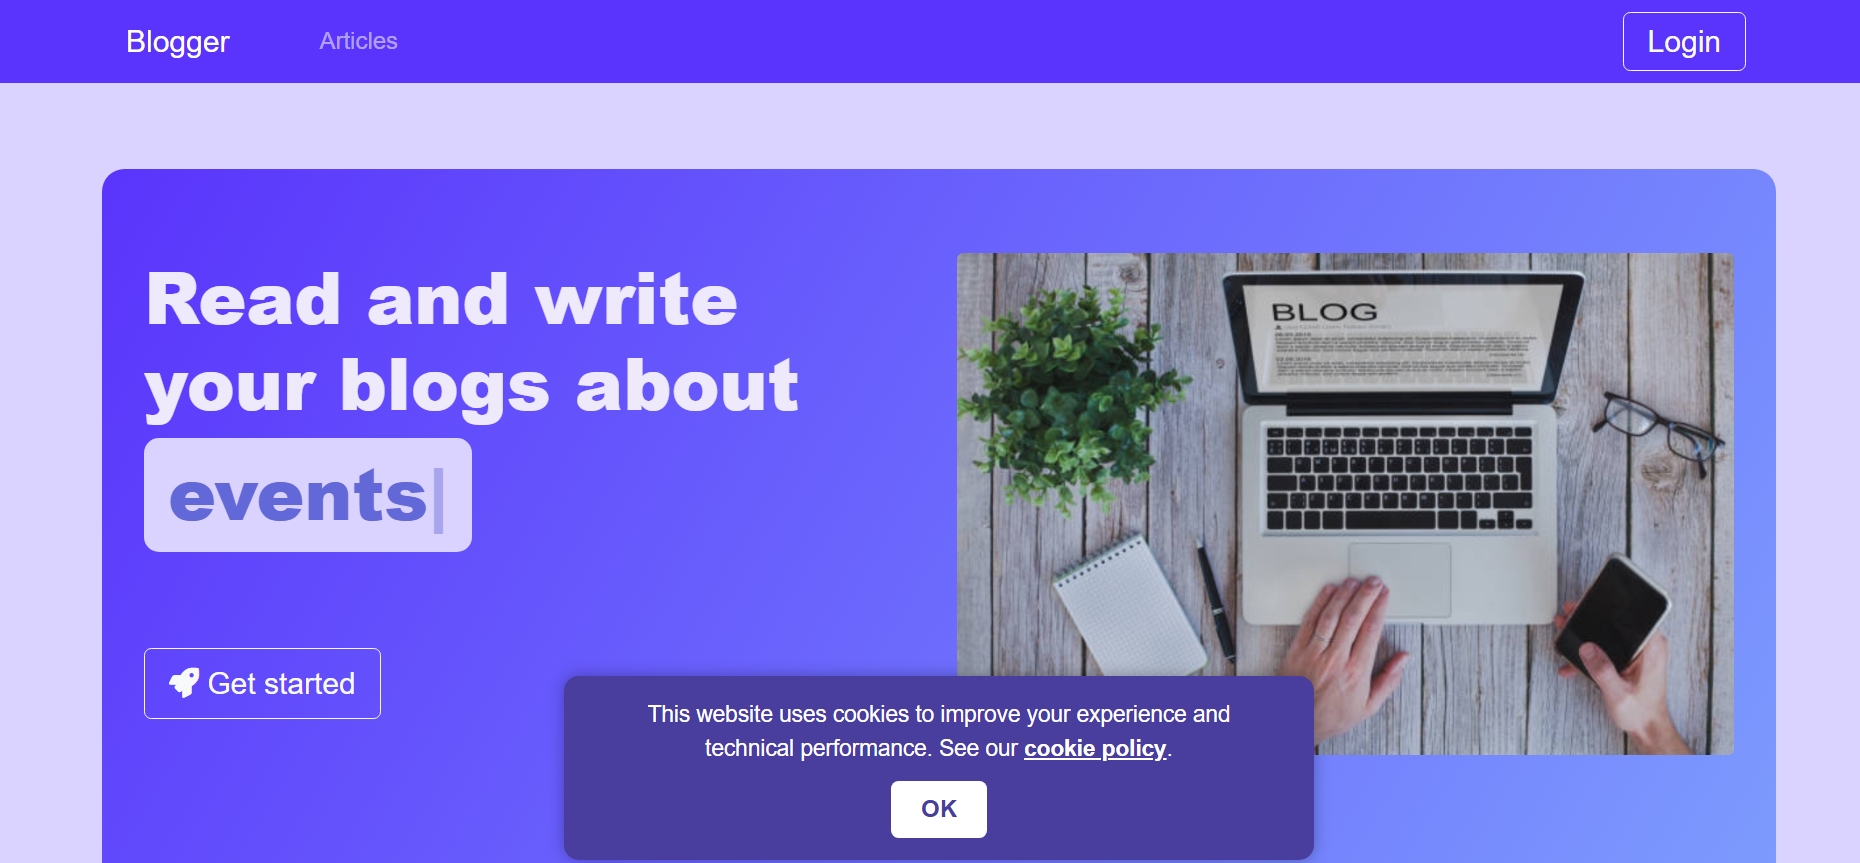 Blogger
Articles
Login
Read and write
your blogs about
events|
Get started
BLOG
This website uses cookies to improve your experience and
technical performance. See our cookie policy.
OK